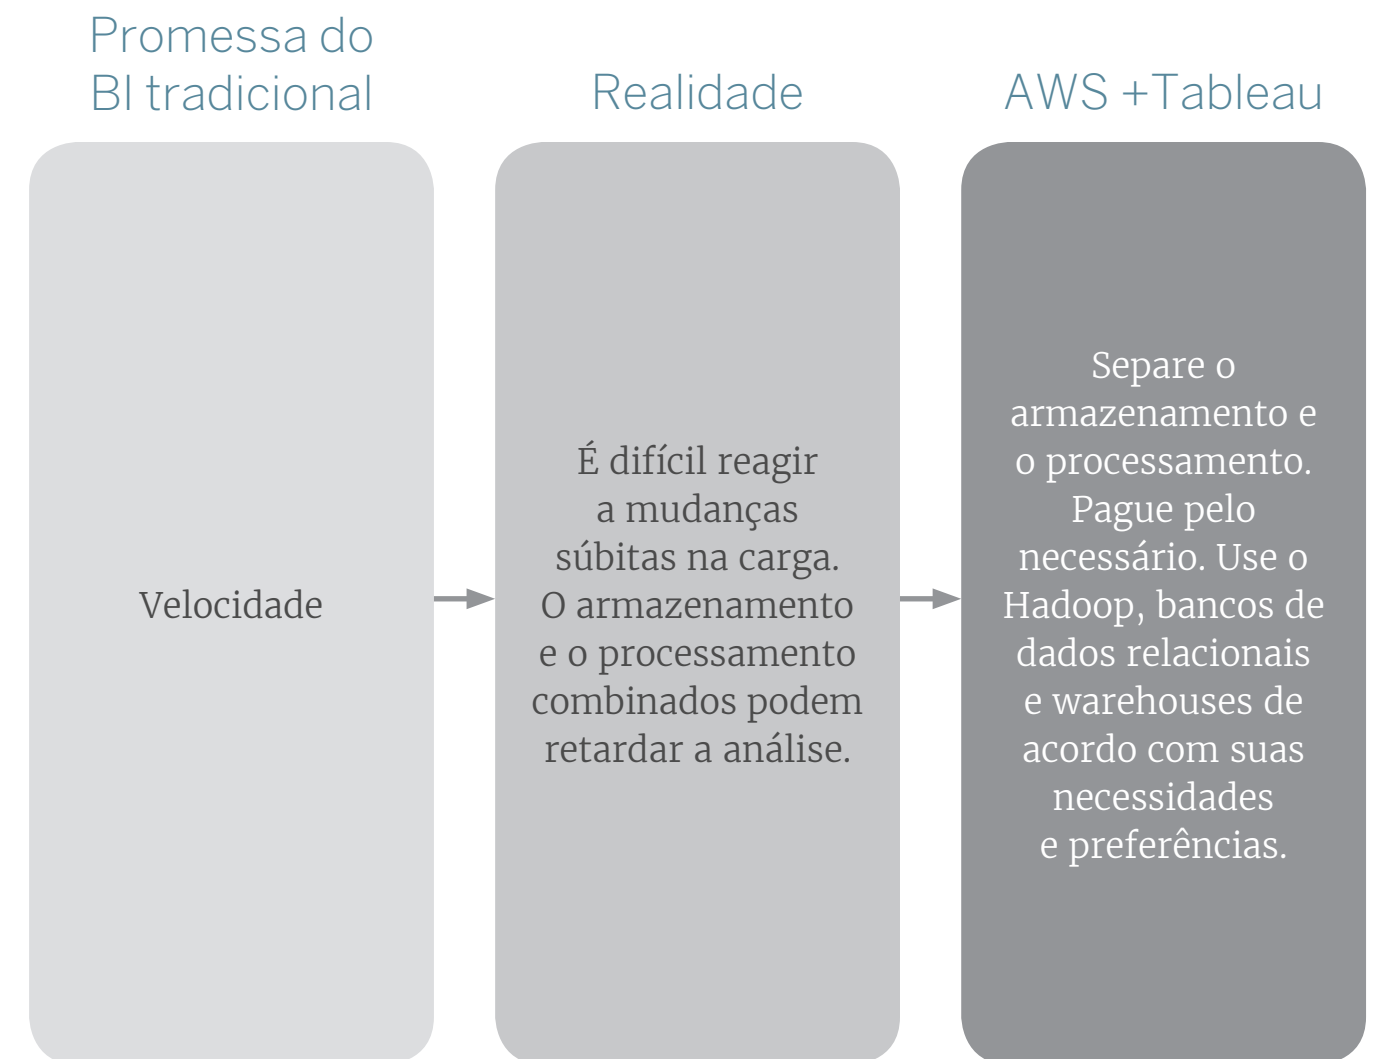 Promessa do
BI tradicional
Realidade
AWS +Tableau
Velocidade
É difícil reagir
a mudanças
súbitas na carga.
O armazenamento
e o processamento
combinados podem
retardar a análise.
Separe o
armazenamento e
o processamento.
Pague pelo
necessário. Use o
Hadoop, bancos de
dados relacionais
e warehouses de
acordo com suas
necessidades
e preferências.